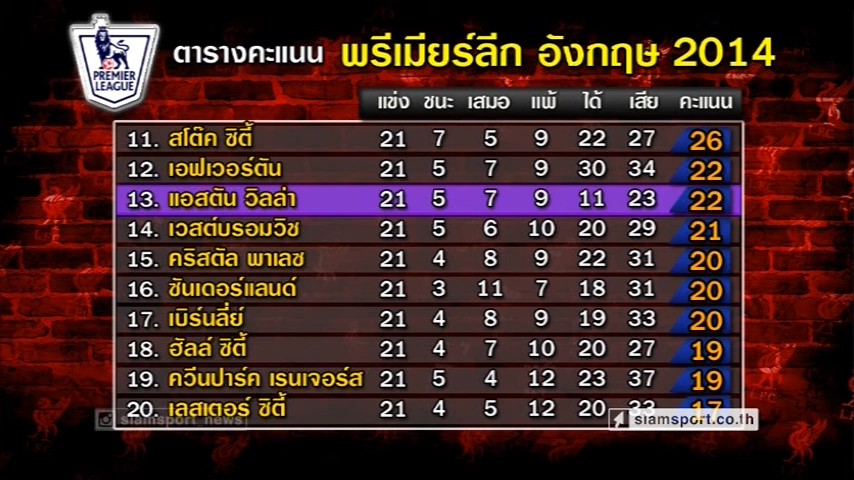 PREMIER
LEAGUE
ตารางคะแนน พรีเมียร์ลีก อังกฤษ 2014
แข่ง ชนะ เสมอ แพ้ ได้ เสีย คะแนน
11. สโต๊ค ซิตี้ 21 7 5 9 22 27 26
12. เอฟเวอร์ตัน 21 5 7 9 30 34 22
13. แอสตัน วิลล่า 21 5 7 9 11 23 22
14. เวสต์บรอมวิช 21 5 6 10 20 29 21
15. คริสตัล พาเลซ 21 4 8 9 22 31 20
16. ซันเดอร์แลนด์ 21 3 11 7 18 31 20
17. เบิร์นลี่ย์ 21 4 8 9 19 33 20
18. ฮัลล์ ซิตี้ 21 4 7 10 20 27 19
19. ควีนปาร์ค เรนเจอร์ส 21 5 4 12 23 37 19
20. เลสเตอร์ ซิตี้ 21 4 5 12 20 33 17
siamsport_news
siamsport.co.th